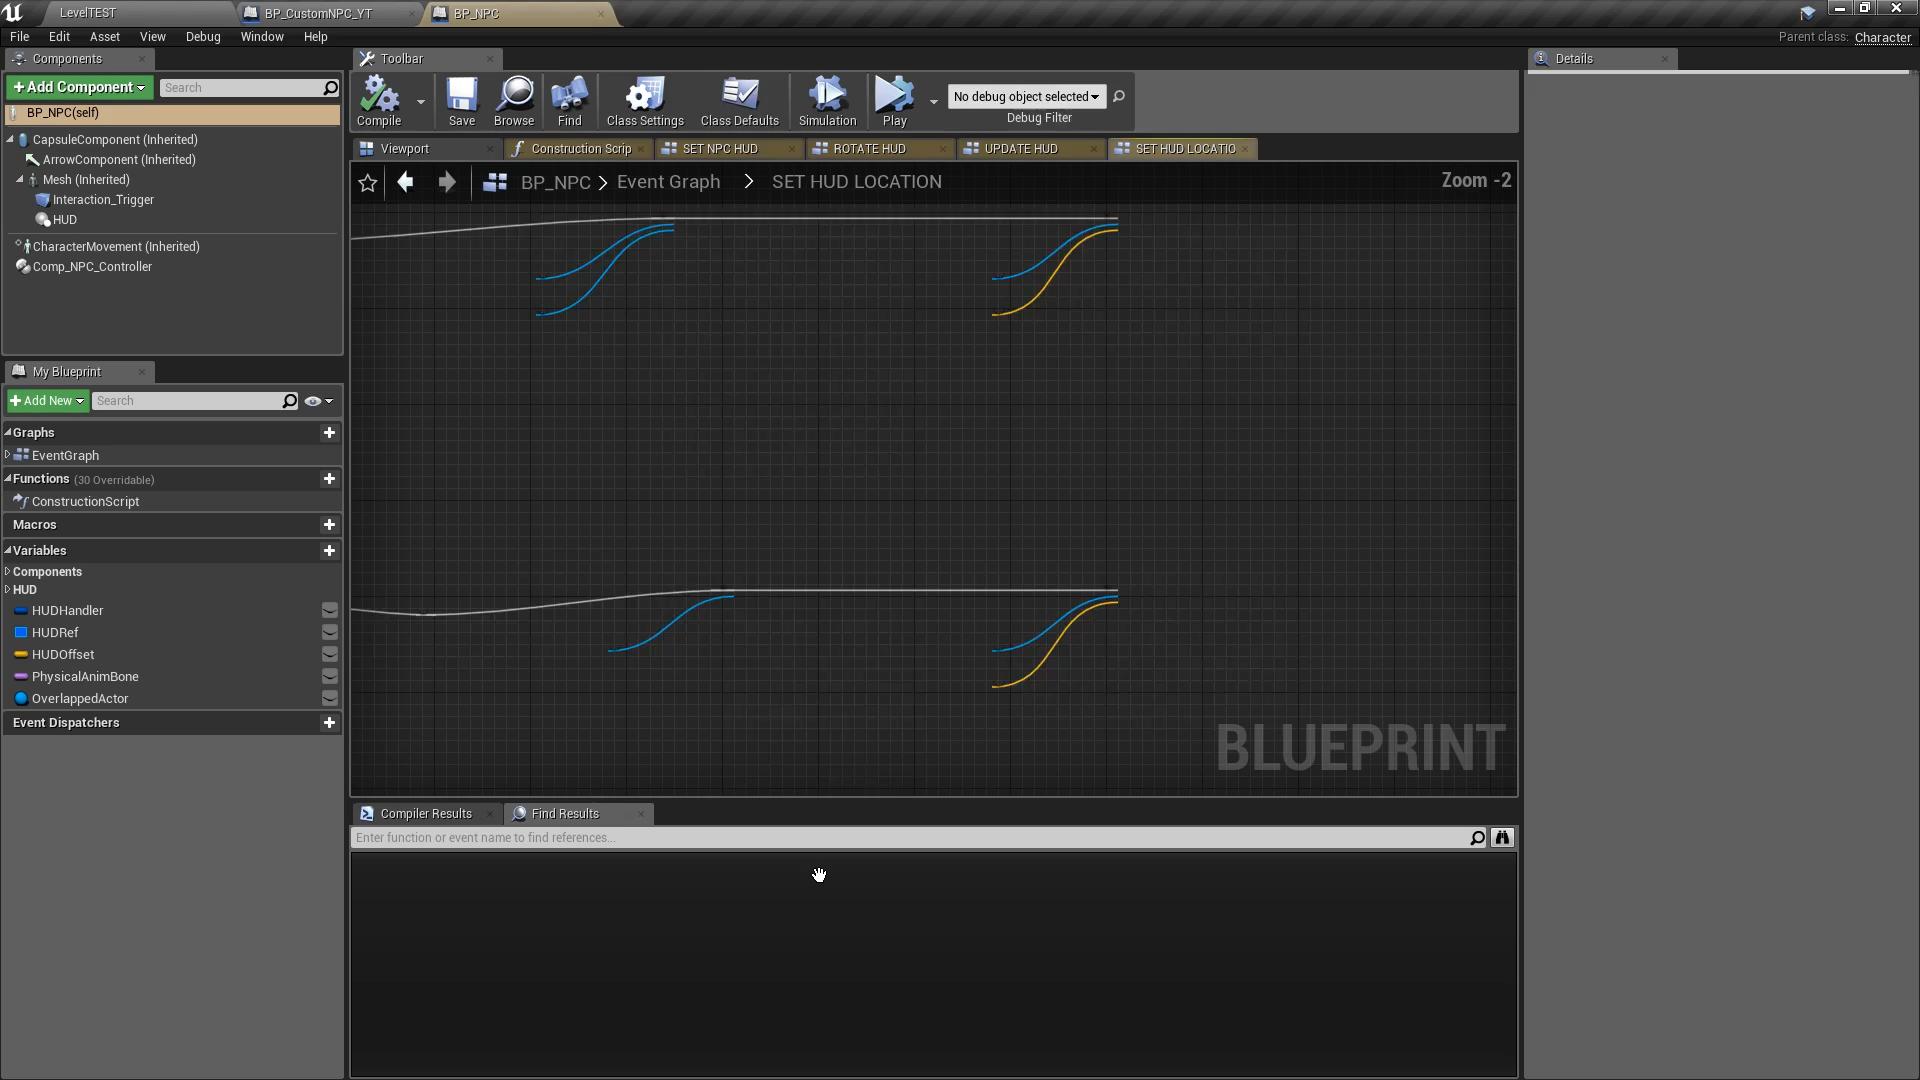 LevelTEST
BP_CustomNPC_YT
BP_NPC
File Edit Asset View Debug Window Help
Parent class: Character
Components
+Add Component
Search
BP_NPC(self)
CapsuleComponent (Inherited)
ArrowComponent (Inherited)
Mesh (Inherited)
Interaction_Trigger
HUD
CharacterMovement (Inherited)
Comp_NPC_Controller
My Blueprint
+Add New
Search
Graphs
EventGraph
Functions (30 Overridable)
ConstructionScript
Macros
Variables
Components
HUD
HUDHandler
HUDRef
HUDOffset
PhysicalAnimBone
OverlappedActor
Event Dispatchers
Toolbar
Compile
Save
Browse
Find
Class Settings
Class Defaults
Simulation
Play
No debug object selected
Debug Filter
Viewport
Construction Scrip
SET NPC HUD
ROTATE HUD
UPDATE HUD
SET HUD LOCATIO
BP_NPC > Event Graph > SET HUD LOCATION
Zoom -2
BLUEPRINT
Compiler Results
Find Results
Enter function or event name to find references...
Details